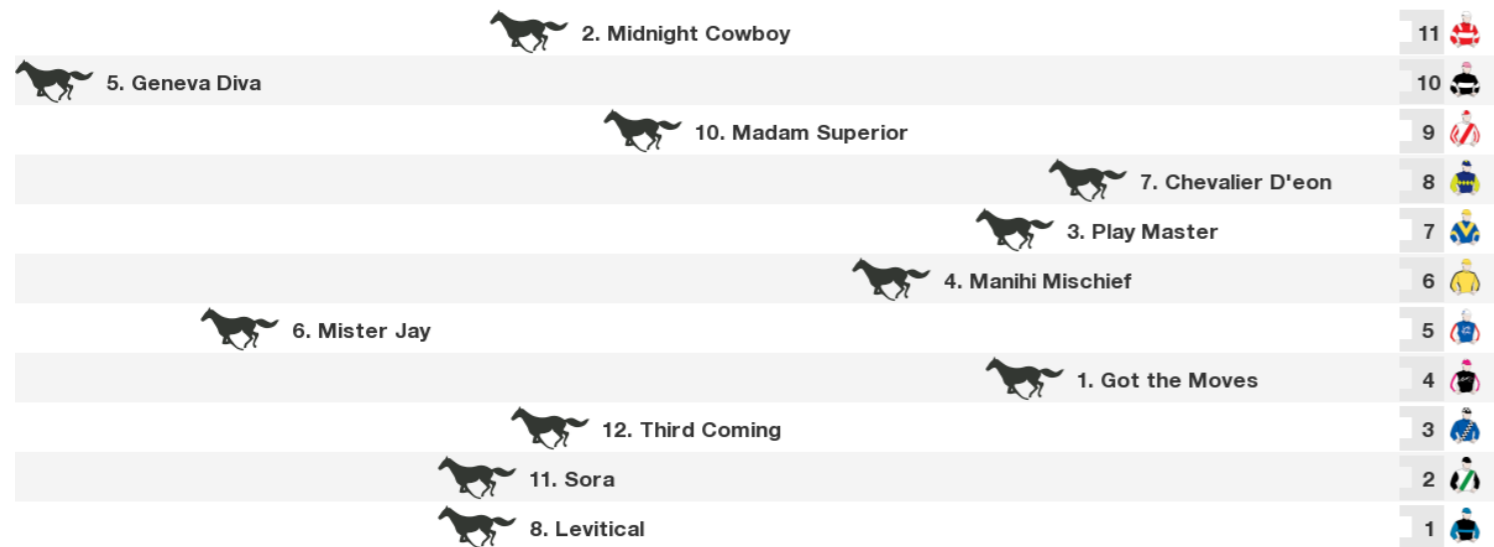 2. Midnight Cowboy 11
5. Geneva Diva 10
10. Madam Superior 9
7. Chevalier D'eon 8
3. Play Master 7
4. Manihi Mischief 6
6. Mister Jay 5
1. Got the Moves 4
12. Third Coming 3
11. Sora 2
8. Levitical 1